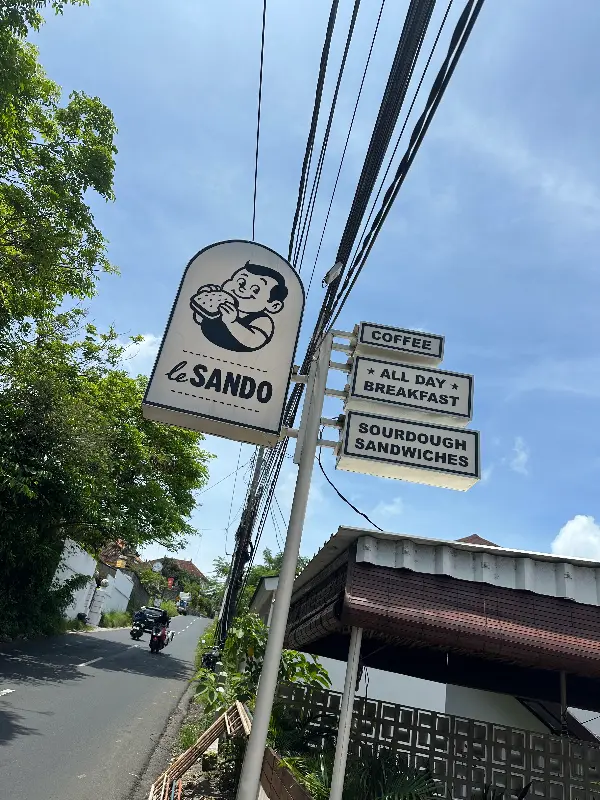 le SANDO
COFFEE
★ ALL DAY ★
BREAKFAST
SOURDOUGH
SANDWICHES